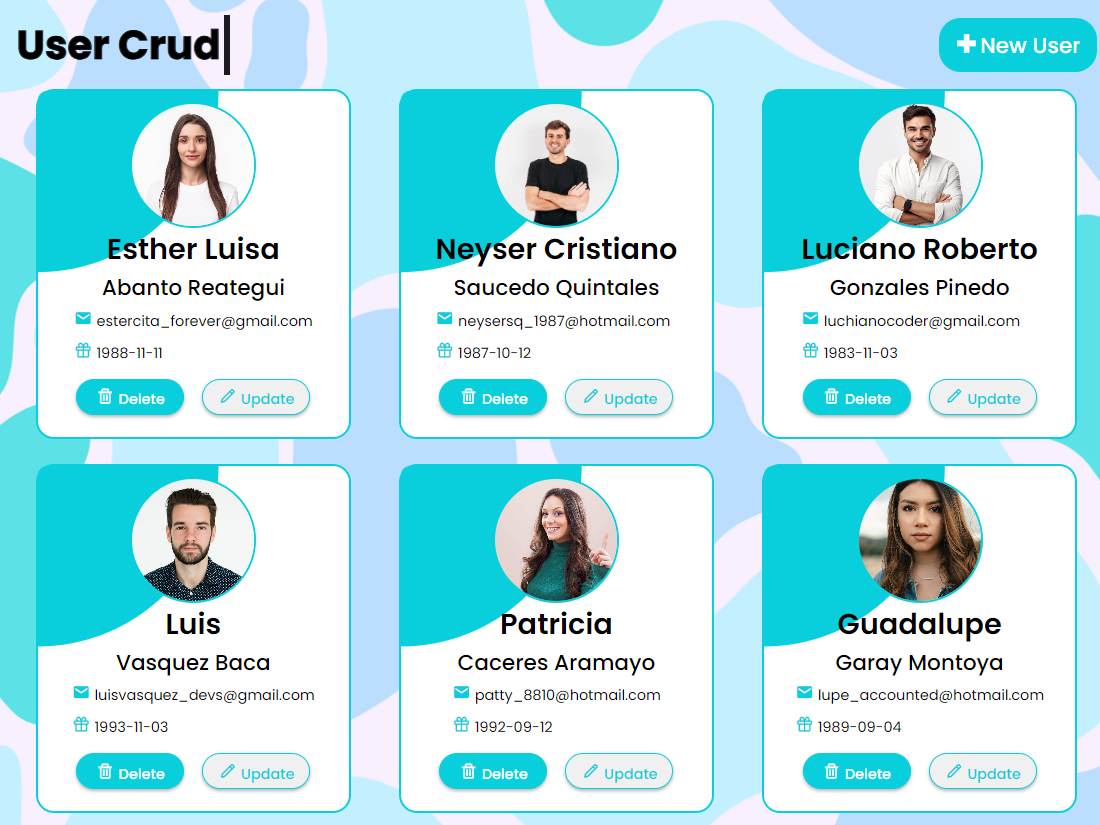 User Crud
New User
Esther Luisa
Abanto Reategui
estercita_forever@gmail.com
1988-11-11
Delete
Update
Neyser Cristiano
Saucedo Quintales
neysersq_1987@hotmail.com
1987-10-12
Delete
Update
Luciano Roberto
Gonzales Pinedo
luchianocoder@gmail.com
1983-11-03
Delete
Update
Luis
Vasquez Baca
luisvasquez_devs@gmail.com
1993-11-03
Delete
Update
Patricia
Caceres Aramayo
patty_8810@hotmail.com
1992-09-12
Delete
Update
Guadalupe
Garay Montoya
lupe_accounted@hotmail.com
1989-09-04
Delete
Update